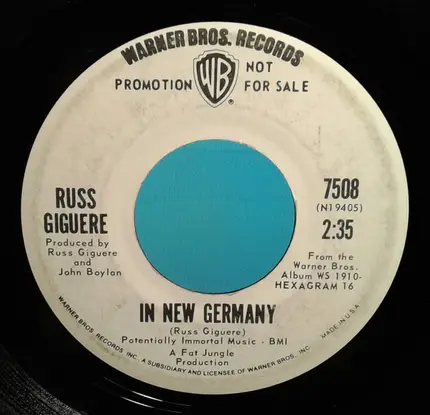 WARNER BROS. RECORDS
PROMOTION
NOT
FOR SALE
WB
®
RUSS
GIGUERE
Produced by
Russ Giguere
and
John Boylan
7508
(N19405)
2:35
From the
Warner Bros.
Album WS 1910-
HEXAGRAM 16
IN NEW GERMANY
(Russ Giguere)
Potentially Immortal Music - BMI
A Fat Jungle
Production
WARNER BROS. RECORDS INC. A SUBSIDIARY AND LICENSEE OF WARNER BROS. INC.
MADE IN U.S.A.